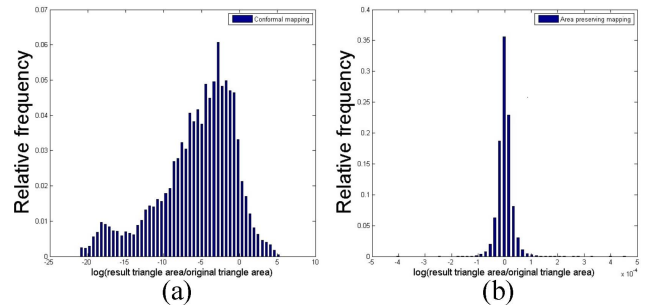 0.07
0.06
0.05
0.04
0.03
0.02
0.01
0.00
-25 -20 -15 -10 -5 0 5 10
Relative frequency
Conformal mapping
log(result triangle area/original triangle area)
(a)
0.4
0.35
0.3
0.25
0.2
0.15
0.1
0.05
0
-5 -4 -3 -2 -1 0 1 2 3 4 5
x 10⁻⁴
Relative frequency
Area preserving mapping
log(result triangle area/original triangle area)
(b)